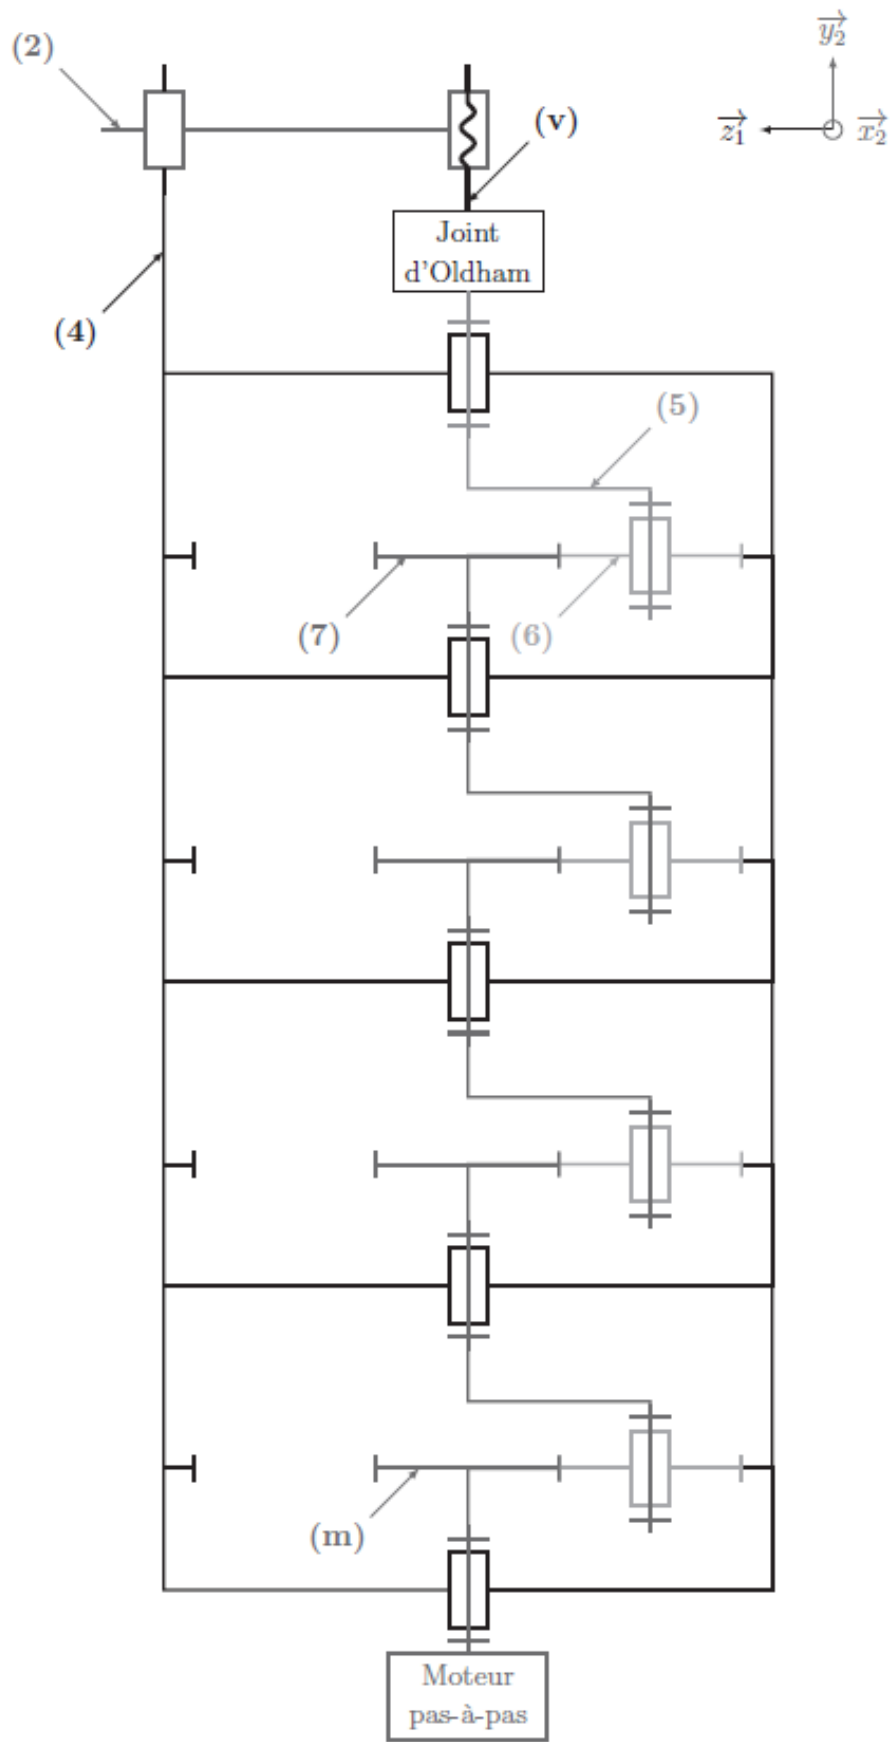 (2)
(v)
y₂
z₁
x₂
Joint
d'Oldham
(4)
(5)
(7)
(6)
(m)
Moteur
pas-à-pas